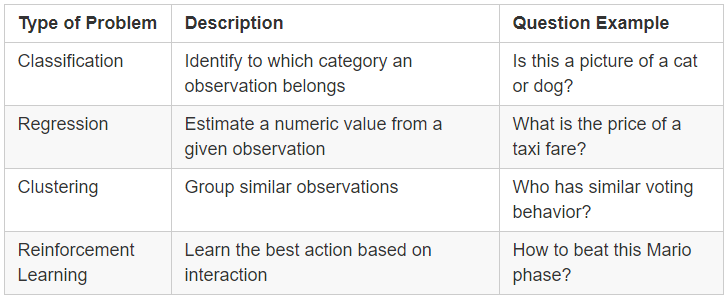 Type of Problem Description Question Example
Classification Identify to which category an Is this a picture of a cat
observation belongs or dog?
Regression Estimate a numeric value from a What is the price of a
given observation taxi fare?
Clustering Group similar observations Who has similar voting
behavior?
Reinforcement Learn the best action based on How to beat this Mario
Learning interaction phase?